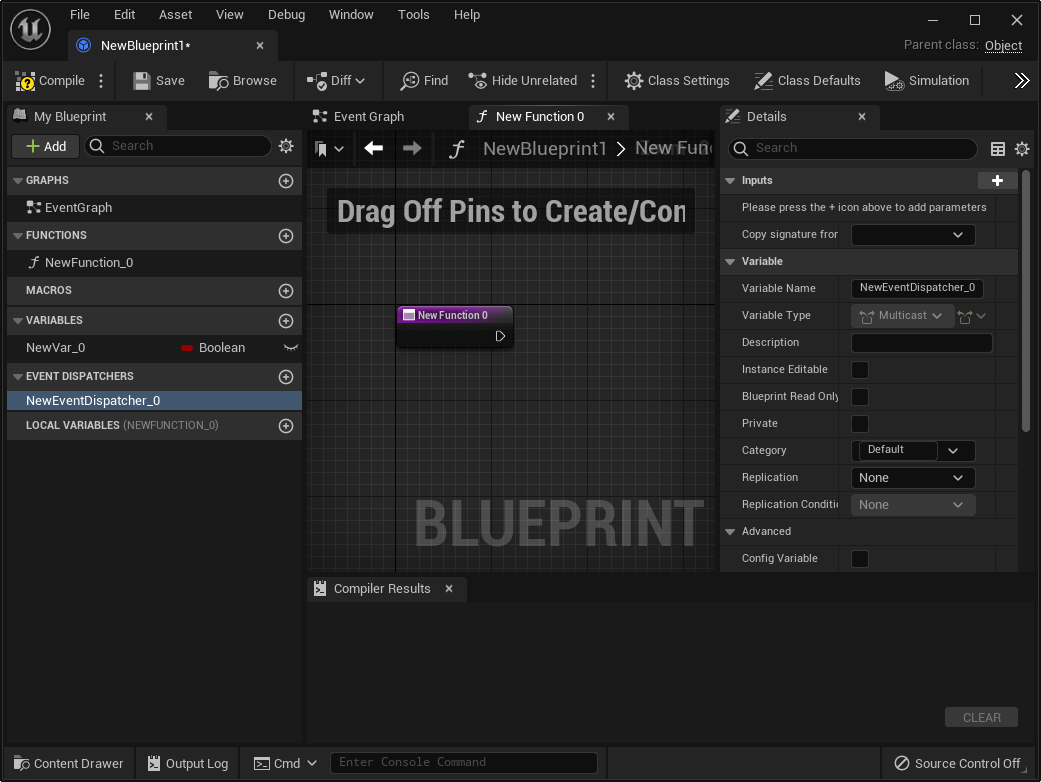 File Edit Asset View Debug Window Tools Help
NewBlueprint1*
Parent class: Object
Compile Save Browse Diff Find Hide Unrelated Class Settings Class Defaults Simulation
My Blueprint
Event Graph
New Function 0
Details
Add
Search
NewBlueprint1 > New Func
Search
GRAPHS
EventGraph
FUNCTIONS
NewFunction_0
MACROS
VARIABLES
NewVar_0 Boolean
EVENT DISPATCHERS
NewEventDispatcher_0
LOCAL VARIABLES (NEWFUNCTION_0)
Drag Off Pins to Create/Con
New Function 0
BLUEPRINT
Inputs
Please press the + icon above to add parameters
Copy signature from
Variable
Variable Name NewEventDispatcher_0
Variable Type Multicast
Description
Instance Editable
Blueprint Read Only
Private
Category Default
Replication None
Replication Conditio None
Advanced
Config Variable
Compiler Results
CLEAR
Content Drawer Output Log Cmd Enter Console Command Source Control Off